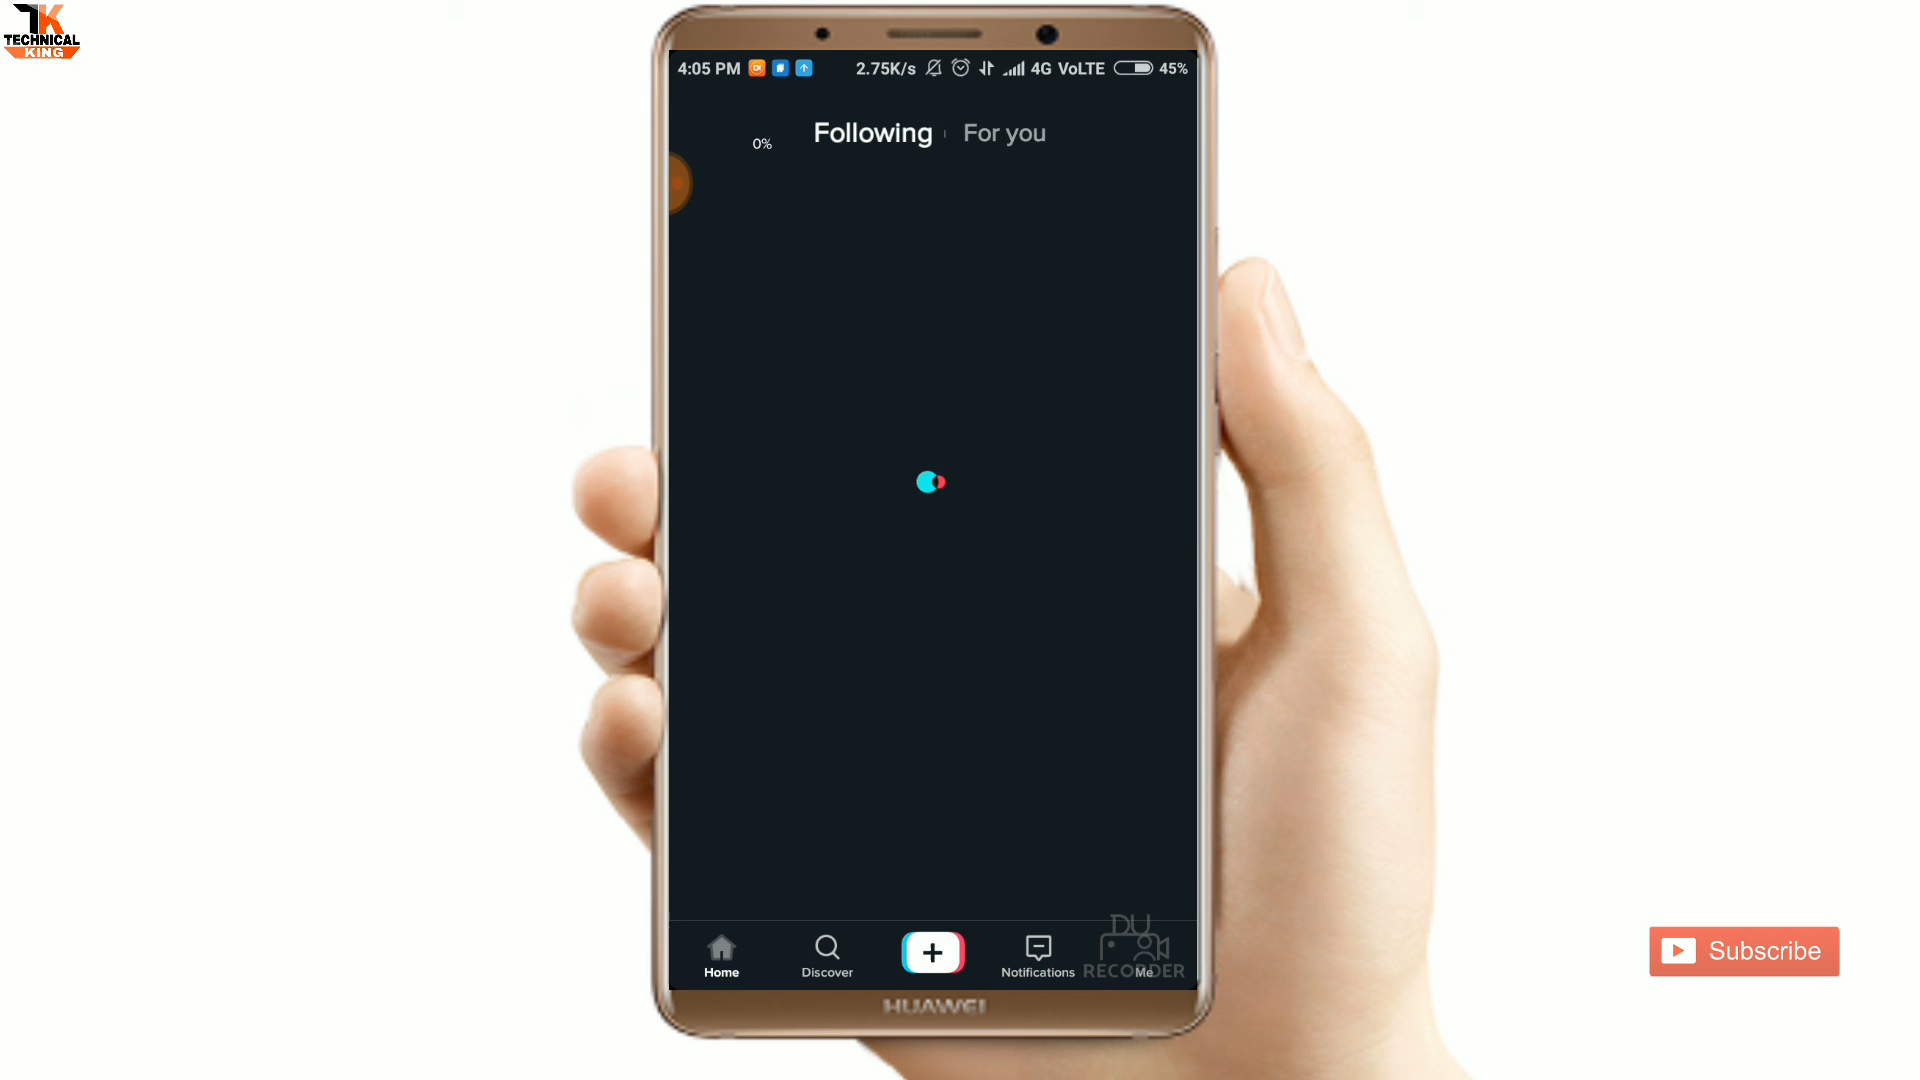 TK
TECHNICAL
KING
4:05 PM 2.75K/s 4G VoLTE 45%
Following For you
0%
Home Discover Notifications Me
DU
RECORDER
HUAWEI
Subscribe